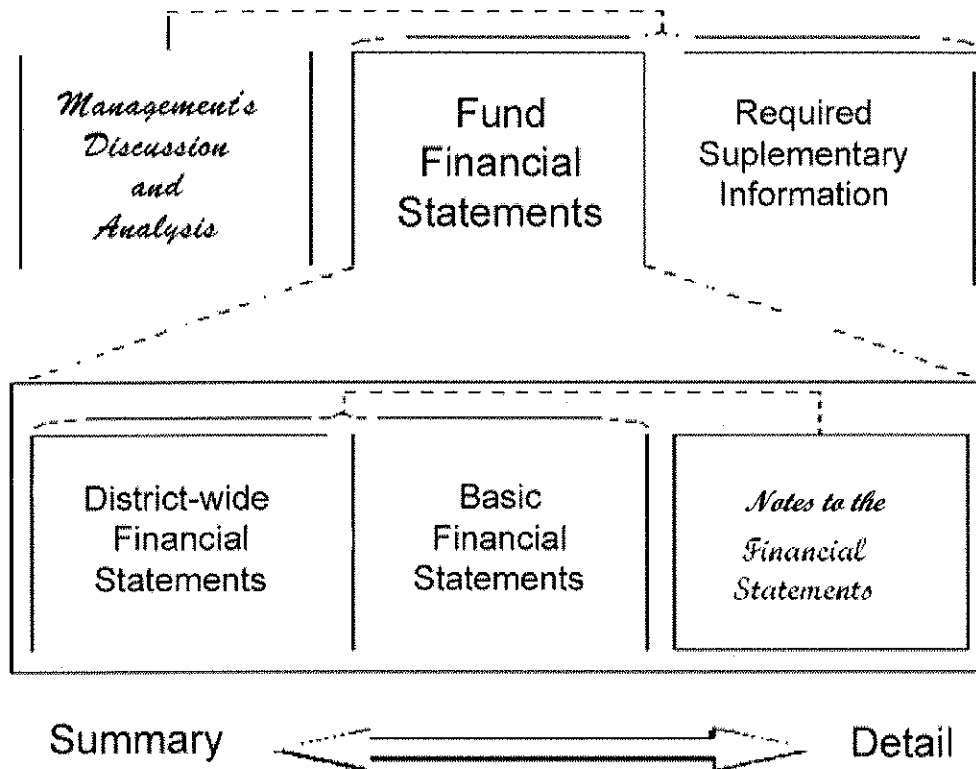 Management's
Discussion
and
Analysis
Fund
Financial
Statements
Required
Suplementary
Information
District-wide
Financial
Statements
Basic
Financial
Statements
Notes to the
Financial
Statements
Summary
Detail